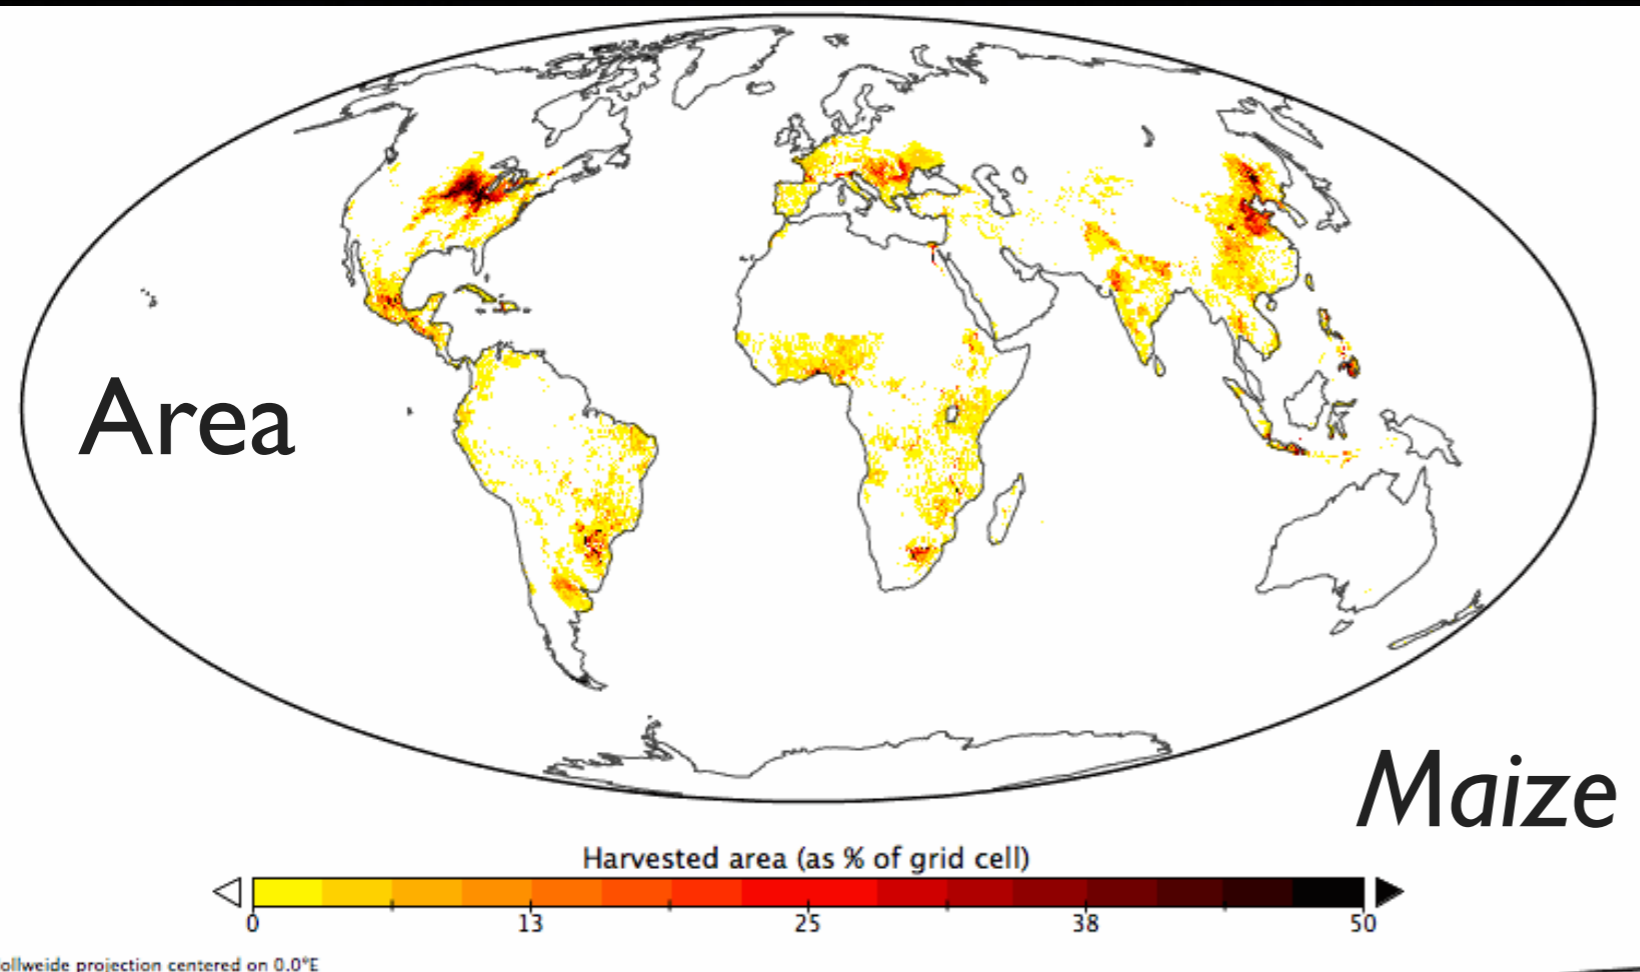 Area
Maize
Harvested area (as % of grid cell)
0 13 25 38 50
ollweide projection centered on 0.0°E